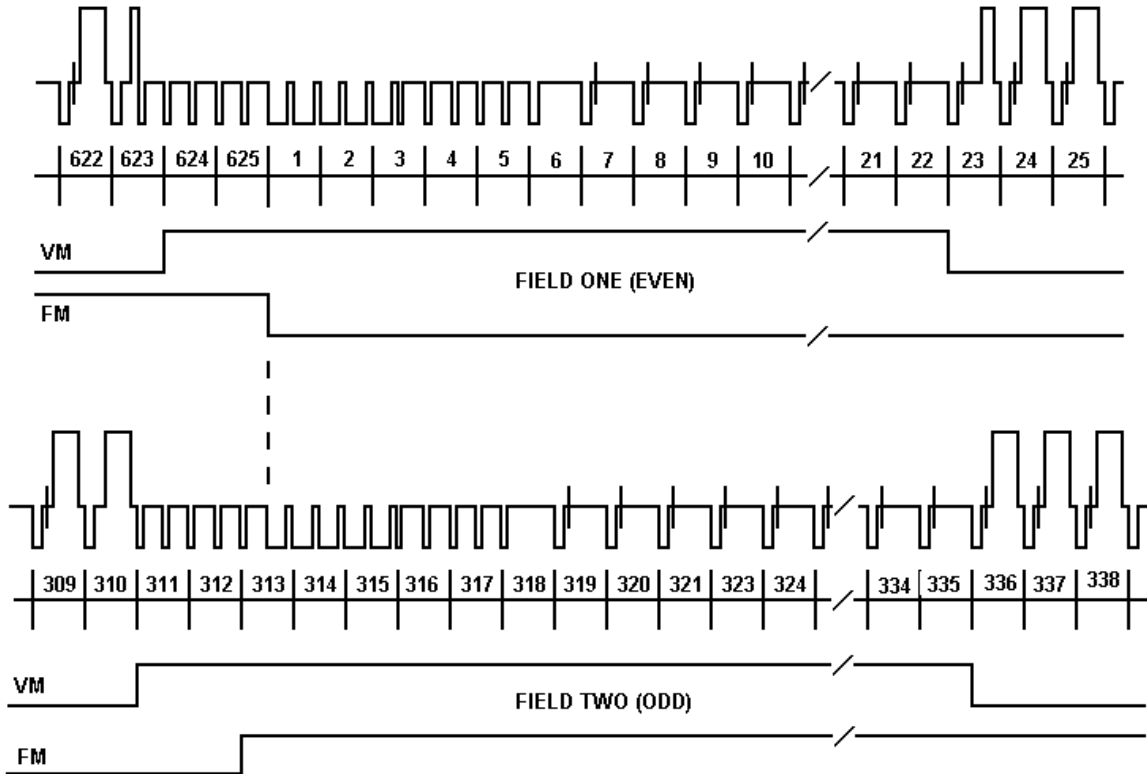 622 623 624 625 1 2 3 4 5 6 7 8 9 10 21 22 23 24 25
VM
FIELD ONE (EVEN)
FM
309 310 311 312 313 314 315 316 317 318 319 320 321 323 324 334 335 336 337 338
VM
FIELD TWO (ODD)
FM